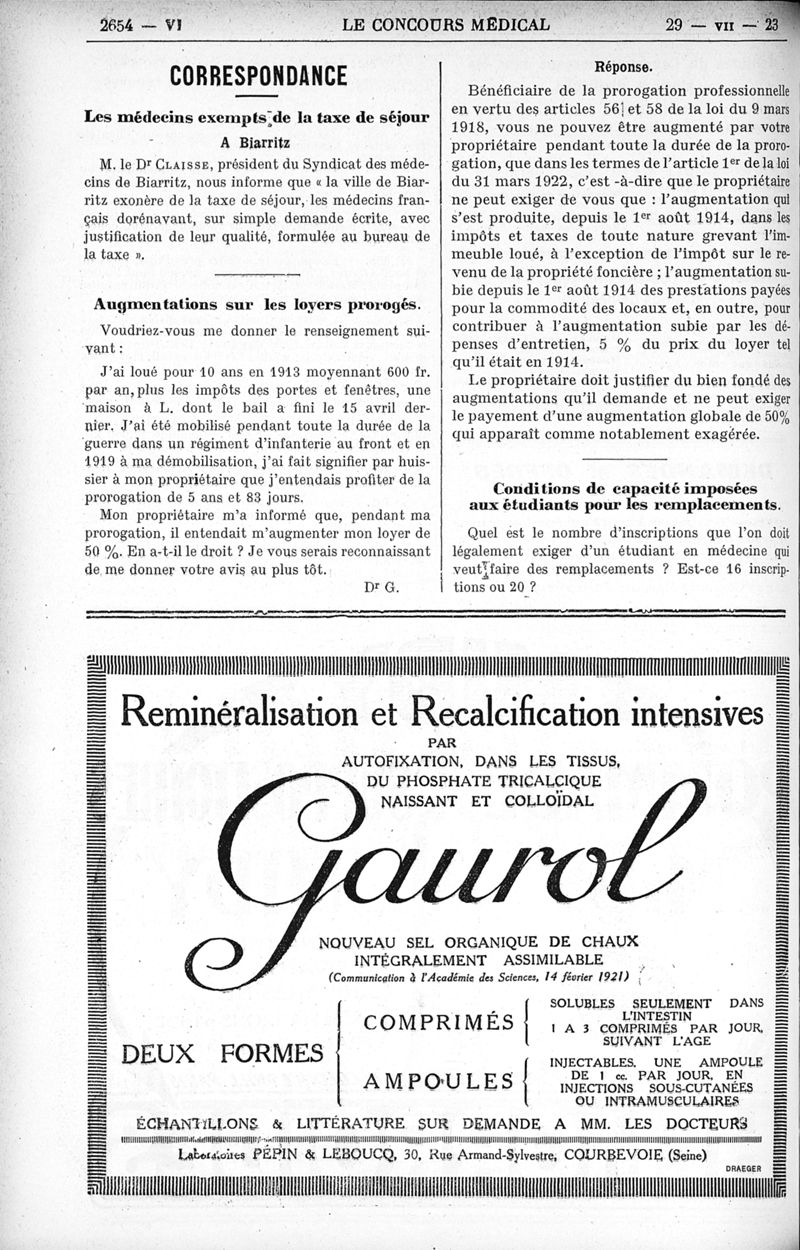 2654 — VI
LE CONCOURS MÉDICAL
29 — VII — 23
CORRESPONDANCE
Les médecins exempts de la taxe de séjour
A Biarritz
M. le Dr CLAISSE, président du Syndicat des méde-
cins de Biarritz, nous informe que « la ville de Biar-
ritz exonère de la taxe de séjour, les médecins fran-
çais dorénavant, sur simple demande écrite, avec
justification de leur qualité, formulée au bureau de
la taxe ».
Augmentations sur les loyers prorogés.
Voudriez-vous me donner le renseignement sui-
vant :
J'ai loué pour 10 ans en 1913 moyennant 600 fr.
par an, plus les impôts des portes et fenêtres, une
maison à L. dont le bail a fini le 15 avril der-
nier. J'ai été mobilisé pendant toute la durée de la
guerre dans un régiment d'infanterie au front et en
1919 à ma démobilisation, j'ai fait signifier par huis-
sier à mon propriétaire que j'entendais profiter de la
prorogation de 5 ans et 83 jours.
Mon propriétaire m'a informé que, pendant ma
prorogation, il entendait m'augmenter mon loyer de
50 %. En a-t-il le droit ? Je vous serais reconnaissant
de me donner votre avis au plus tôt.
Dr G.
Réponse.
Bénéficiaire de la prorogation professionnelle
en vertu des articles 56 et 58 de la loi du 9 mars
1918, vous ne pouvez être augmenté par votre
propriétaire pendant toute la durée de la proro-
gation, que dans les termes de l'article 1er de la loi
du 31 mars 1922, c'est -à-dire que le propriétaire
ne peut exiger de vous que : l'augmentation qui
s'est produite, depuis le 1er août 1914, dans les
impôts et taxes de toute nature grevant l'im-
meuble loué, à l'exception de l'impôt sur le re-
venu de la propriété foncière ; l'augmentation su-
bie depuis le 1er août 1914 des prestations payées
pour la commodité des locaux et, en outre, pour
contribuer à l'augmentation subie par les dé-
penses d'entretien, 5 % du prix du loyer tel
qu'il était en 1914.
Le propriétaire doit justifier du bien fondé des
augmentations qu'il demande et ne peut exiger
le payement d'une augmentation globale de 50%
qui apparaît comme notablement exagérée.
Conditions de capacité imposées
aux étudiants pour les remplacements.
Quel est le nombre d'inscriptions que l'on doit
légalement exiger d'un étudiant en médecine qui
veut faire des remplacements ? Est-ce 16 inscrip-
tions ou 20 ?
Reminéralisation et Recalcification intensives
PAR
AUTOFIXATION, DANS LES TISSUS,
DU PHOSPHATE TRICALCIQUE
NAISSANT ET COLLOÏDAL
Gaurol
NOUVEAU SEL ORGANIQUE DE CHAUX
INTÉGRALEMENT ASSIMILABLE
(Communication à l'Académie des Sciences, 14 février 1921)
DEUX FORMES
COMPRIMÉS
SOLUBLES SEULEMENT DANS
L'INTESTIN
1 A 3 COMPRIMÉS PAR JOUR,
SUIVANT L'AGE
AMPOULES
INJECTABLES. UNE AMPOULE
DE 1 cc. PAR JOUR, EN
INJECTIONS SOUS-CUTANÉES
OU INTRAMUSCULAIRES
ÉCHANTILLONS & LITTÉRATURE SUR DEMANDE A MM. LES DOCTEURS
Laboratoires PÉPIN & LEBOUCQ, 30, Rue Armand-Sylvestre, COURBEVOIE (Seine)
DRAEGER